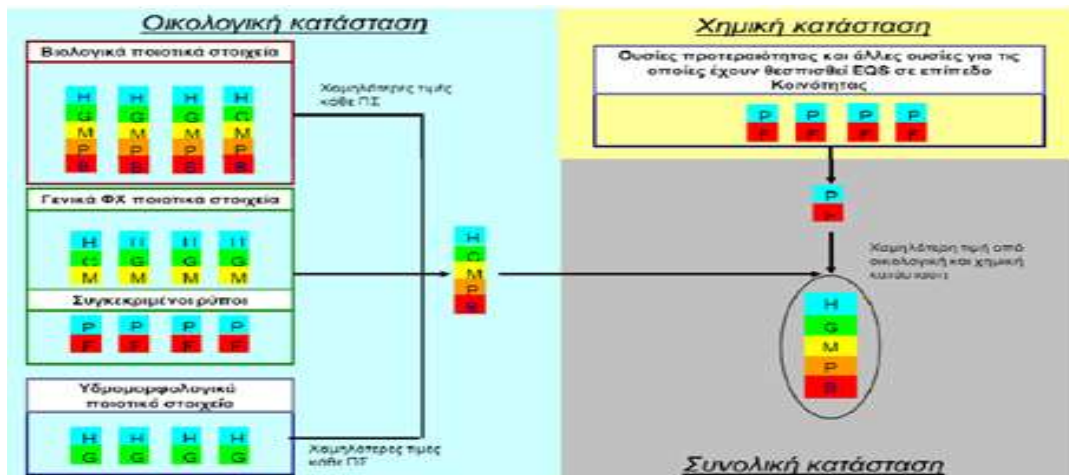 Οικολογική κατάσταση
Βιολογικά ποιοτικά στοιχεία
H H H H
G G G G
M M M M
P P P P
B B B B
Χαμηλότερες τιμές
κάθε ΠΣ
Γενικά ΦΧ ποιοτικά στοιχεία
H H H H
G G G G
M M M M
Συγκεκριμένοι ρύποι
P P P P
F F F F
Υδρομορφολογικά
ποιοτικά στοιχεία
H H H H
G G G G
Χαμηλότερες τιμές
κάθε ΠΣ
H
G
M
P
B
Χημική κατάσταση
Ουσίες προτεραιότητας και άλλες ουσίες για τις
οποίες έχουν θεσπισθεί EQS σε επίπεδο
Κοινότητας
P P P P
F F F F
P
F
Χαμηλότερη τιμή από
οικολογική και χημική
κατάσταση
H
G
M
P
B
Συνολική κατάσταση